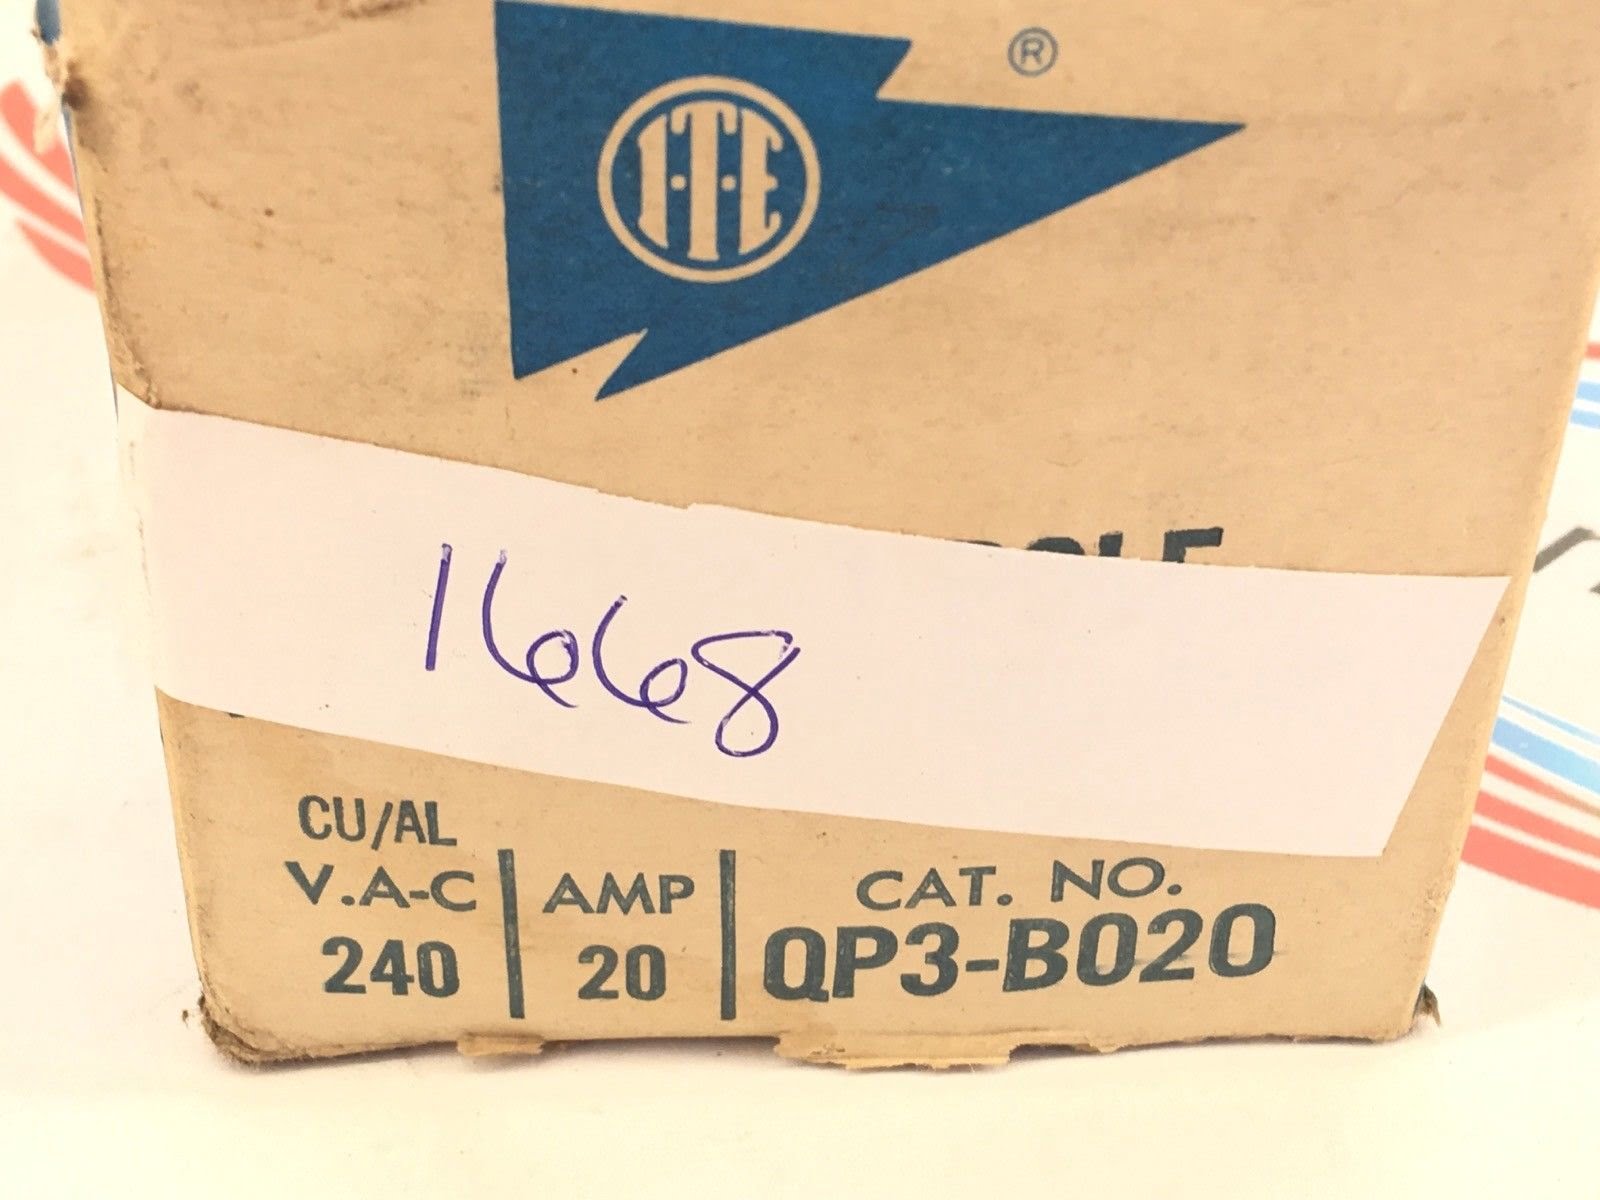 ®
I·T·E
1668
CU/AL
V.A-C AMP CAT. NO.
240 20 QP3-B020